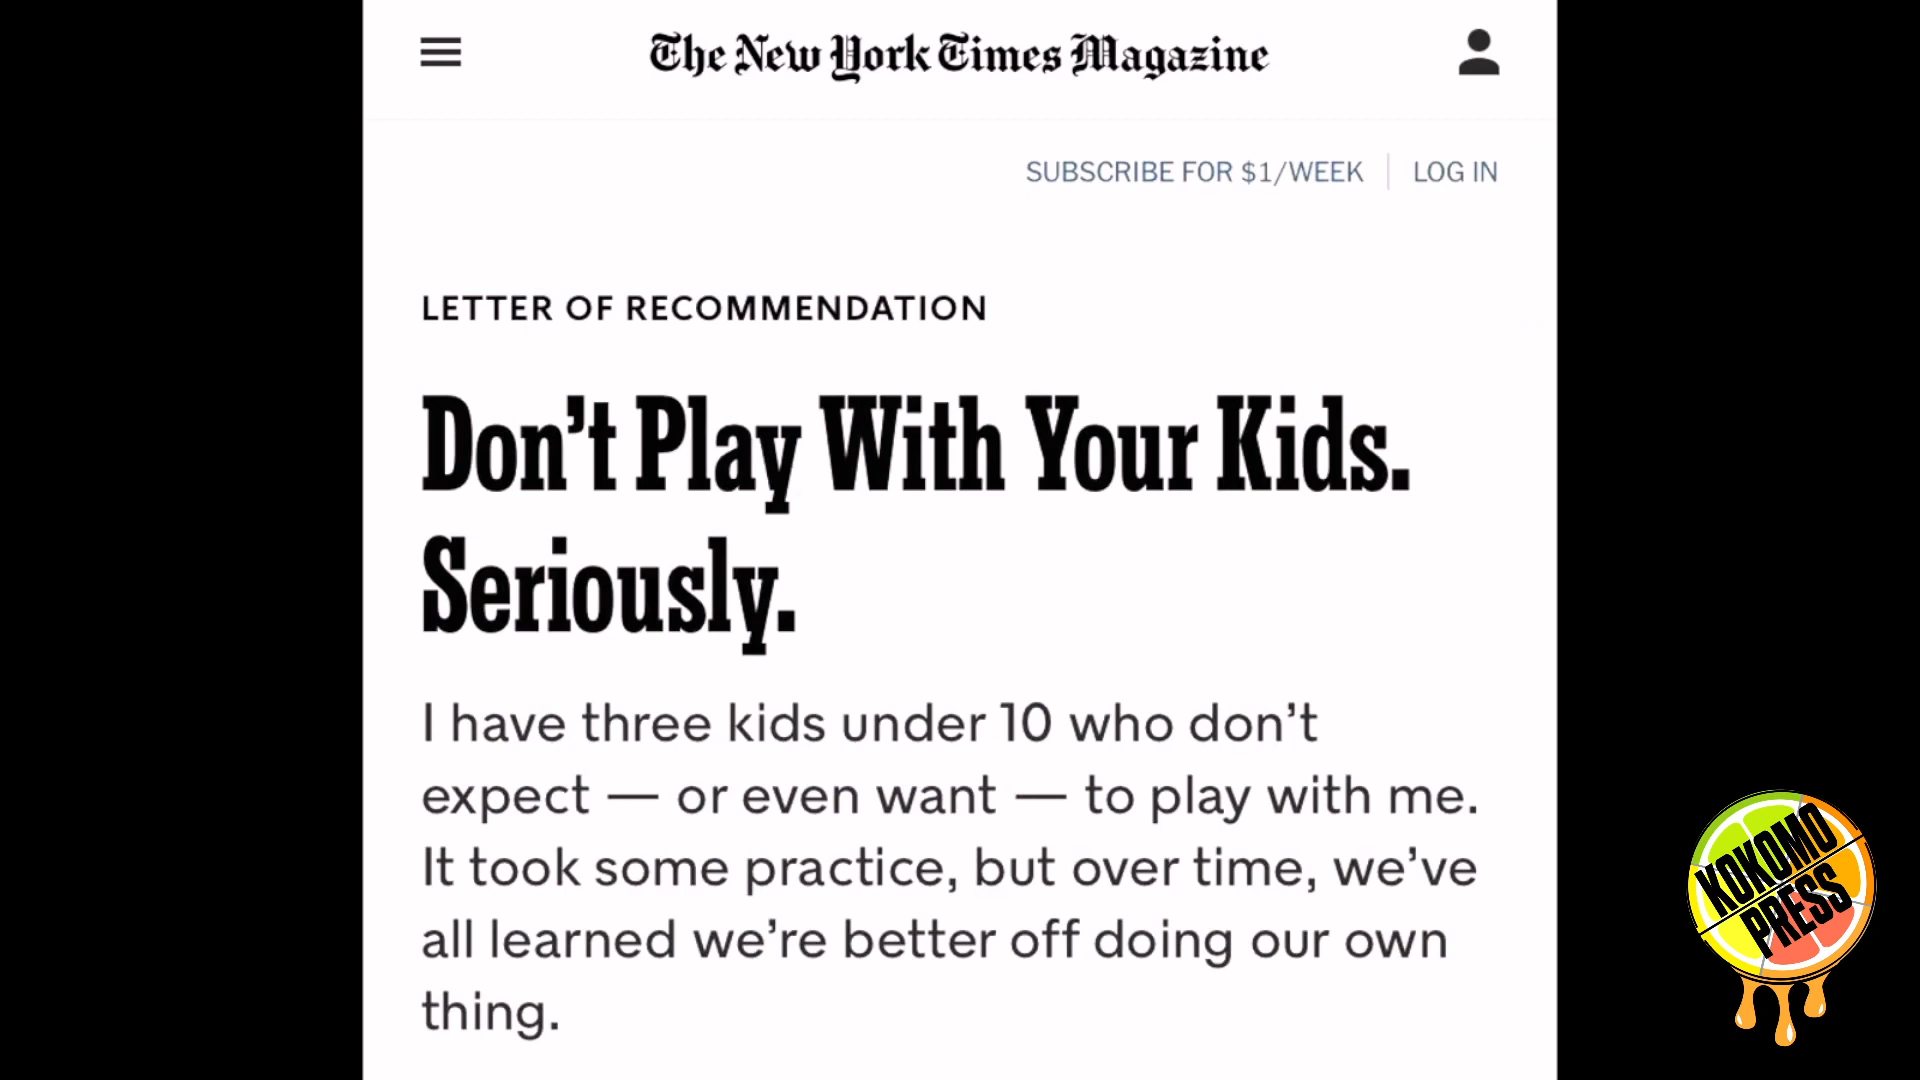 The New York Times Magazine
SUBSCRIBE FOR $1/WEEK | LOG IN
LETTER OF RECOMMENDATION
Don’t Play With Your Kids.
Seriously.
I have three kids under 10 who don’t
expect — or even want — to play with me.
It took some practice, but over time, we’ve
all learned we’re better off doing our own
thing.
KOKOMO
PRESS